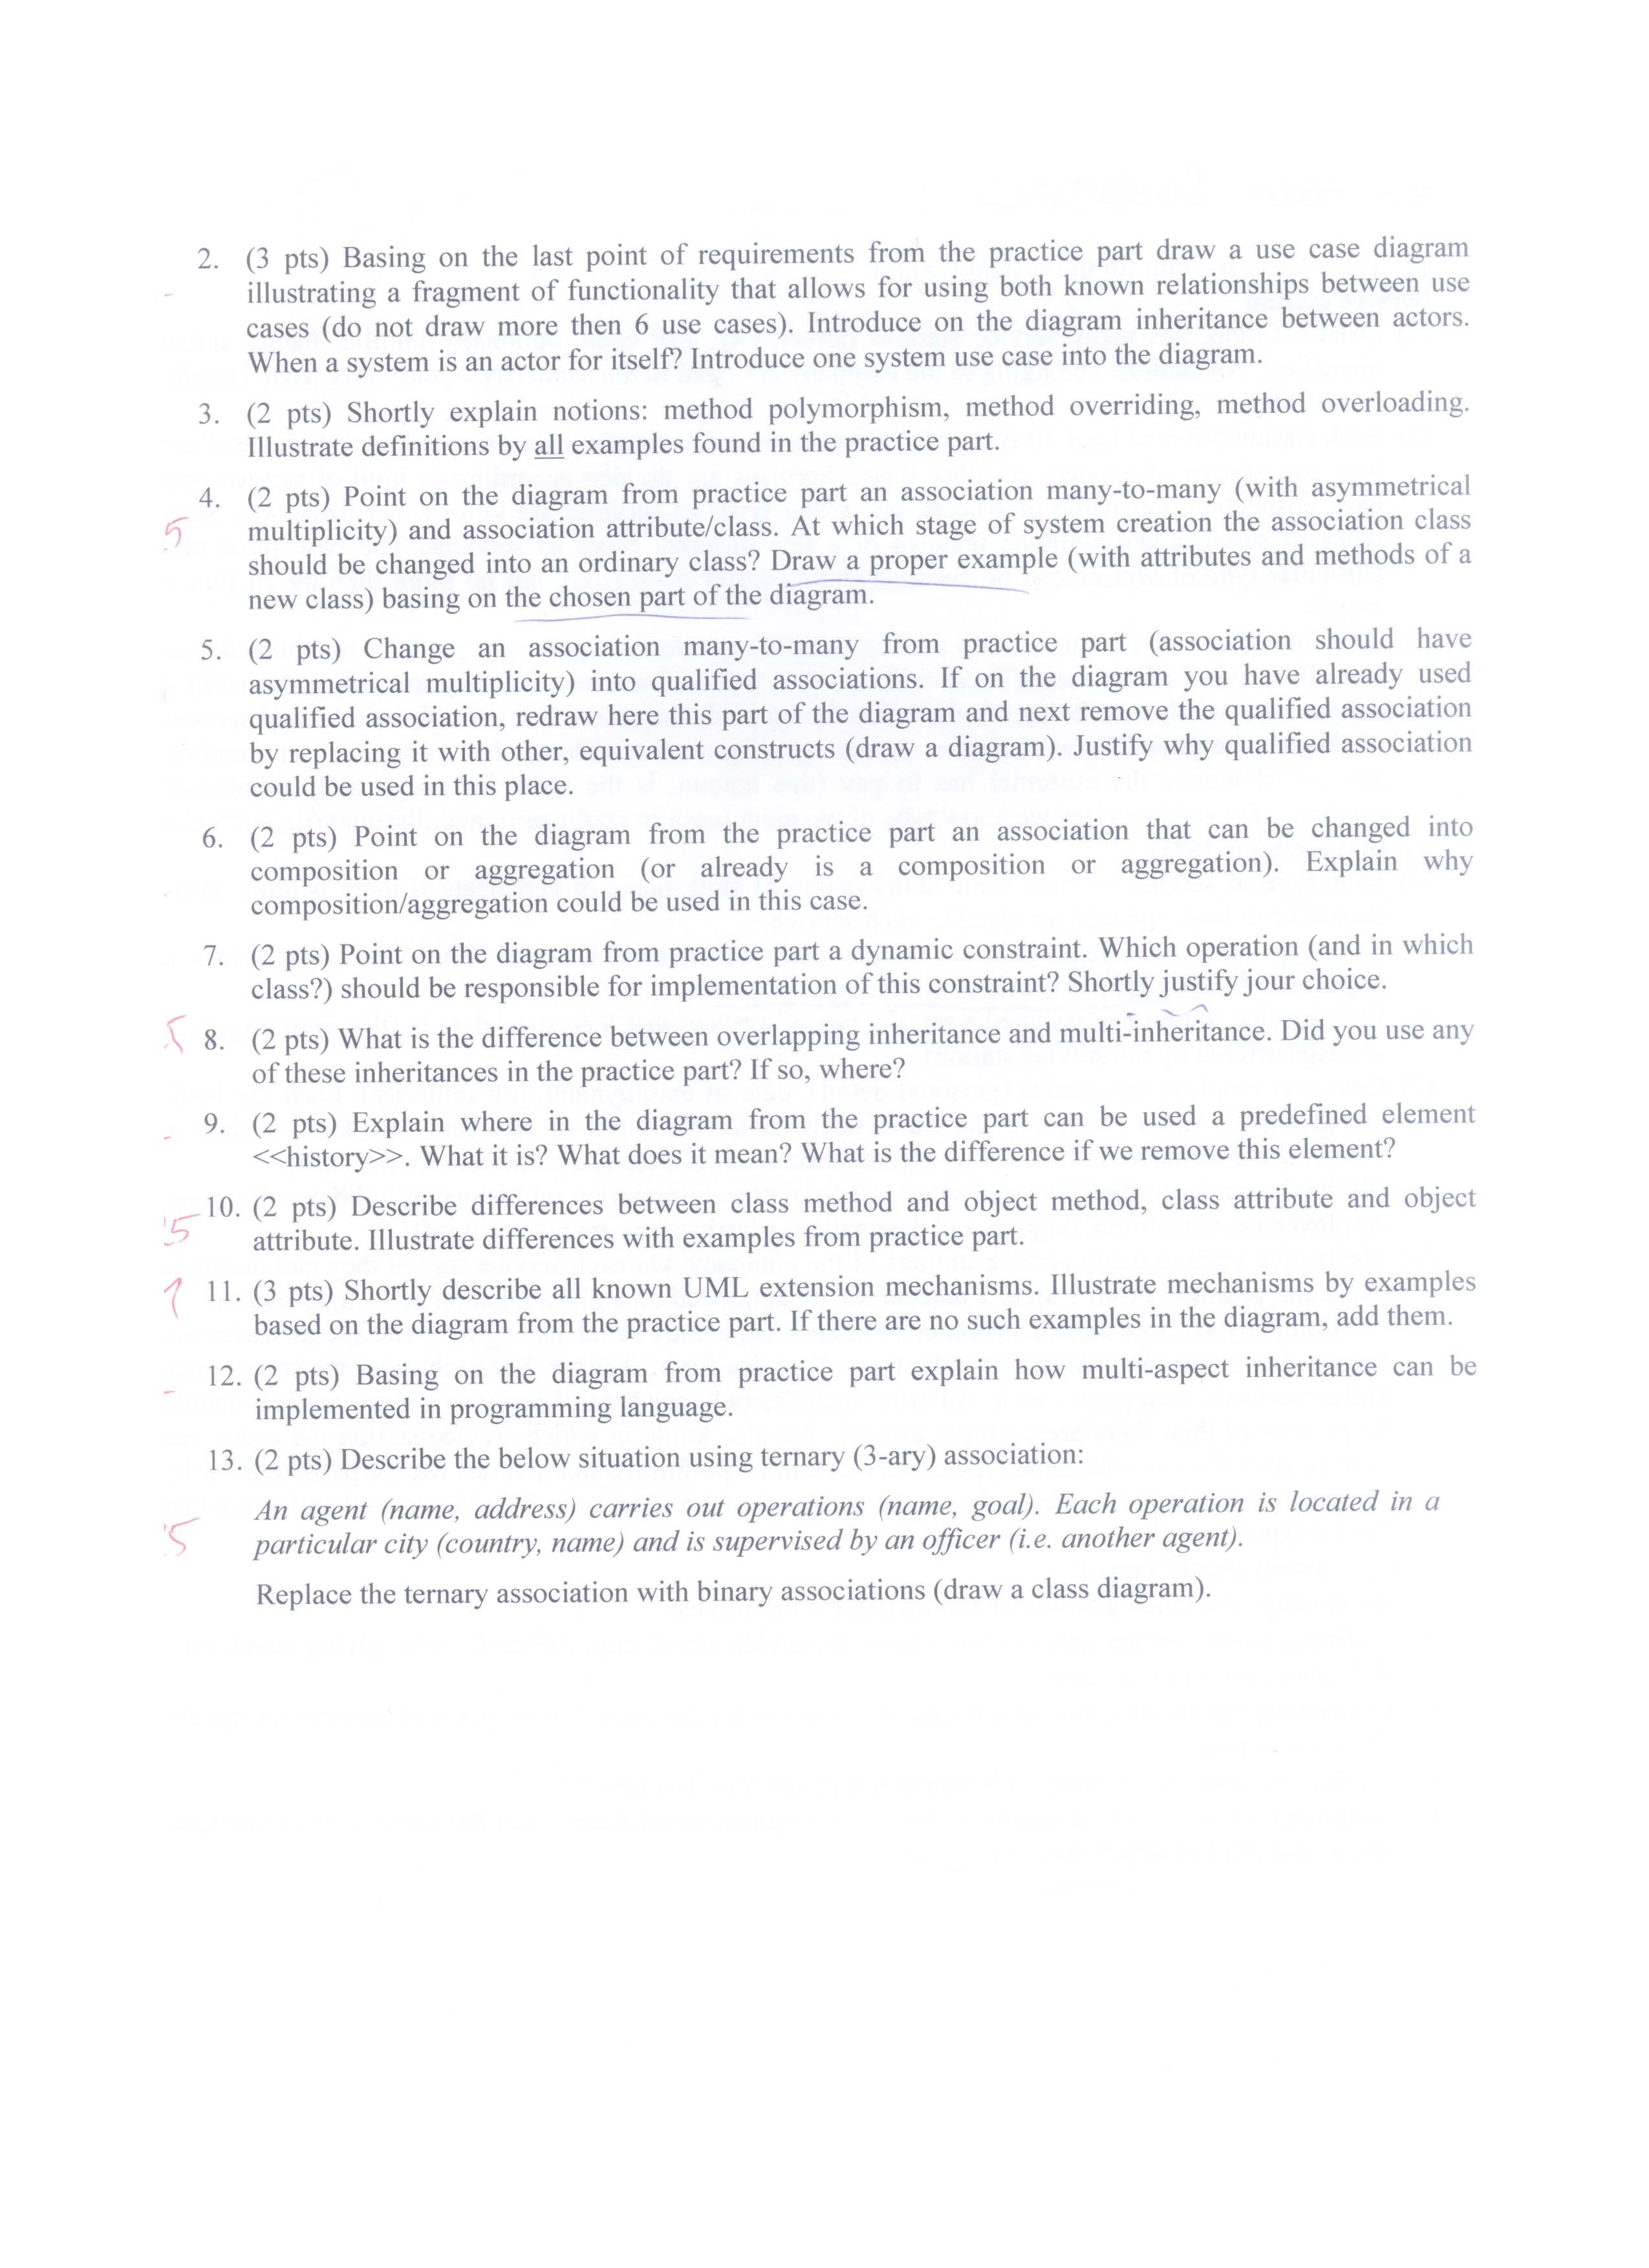 2. (3 pts) Basing on the last point of requirements from the practice part draw a use case diagram
illustrating a fragment of functionality that allows for using both known relationships between use
cases (do not draw more then 6 use cases). Introduce on the diagram inheritance between actors.
When a system is an actor for itself? Introduce one system use case into the diagram.
3. (2 pts) Shortly explain notions: method polymorphism, method overriding, method overloading.
Illustrate definitions by all examples found in the practice part.
4. (2 pts) Point on the diagram from practice part an association many-to-many (with asymmetrical
5 multiplicity) and association attribute/class. At which stage of system creation the association class
should be changed into an ordinary class? Draw a proper example (with attributes and methods of a
new class) basing on the chosen part of the diagram.
5. (2 pts) Change an association many-to-many from practice part (association should have
asymmetrical multiplicity) into qualified associations. If on the diagram you have already used
qualified association, redraw here this part of the diagram and next remove the qualified association
by replacing it with other, equivalent constructs (draw a diagram). Justify why qualified association
could be used in this place.
6. (2 pts) Point on the diagram from the practice part an association that can be changed into
composition or aggregation (or already is a composition or aggregation). Explain why
composition/aggregation could be used in this case.
7. (2 pts) Point on the diagram from practice part a dynamic constraint. Which operation (and in which
class?) should be responsible for implementation of this constraint? Shortly justify jour choice.
8. (2 pts) What is the difference between overlapping inheritance and multi-inheritance. Did you use any
of these inheritances in the practice part? If so, where?
9. (2 pts) Explain where in the diagram from the practice part can be used a predefined element
- <<history>>. What it is? What does it mean? What is the difference if we remove this element?
10. (2 pts) Describe differences between class method and object method, class attribute and object
5 attribute. Illustrate differences with examples from practice part.
1 11. (3 pts) Shortly describe all known UML extension mechanisms. Illustrate mechanisms by examples
based on the diagram from the practice part. If there are no such examples in the diagram, add them.
12. (2 pts) Basing on the diagram from practice part explain how multi-aspect inheritance can be
- implemented in programming language.
13. (2 pts) Describe the below situation using ternary (3-ary) association:
An agent (name, address) carries out operations (name, goal). Each operation is located in a
5 particular city (country, name) and is supervised by an officer (i.e. another agent).
Replace the ternary association with binary associations (draw a class diagram).